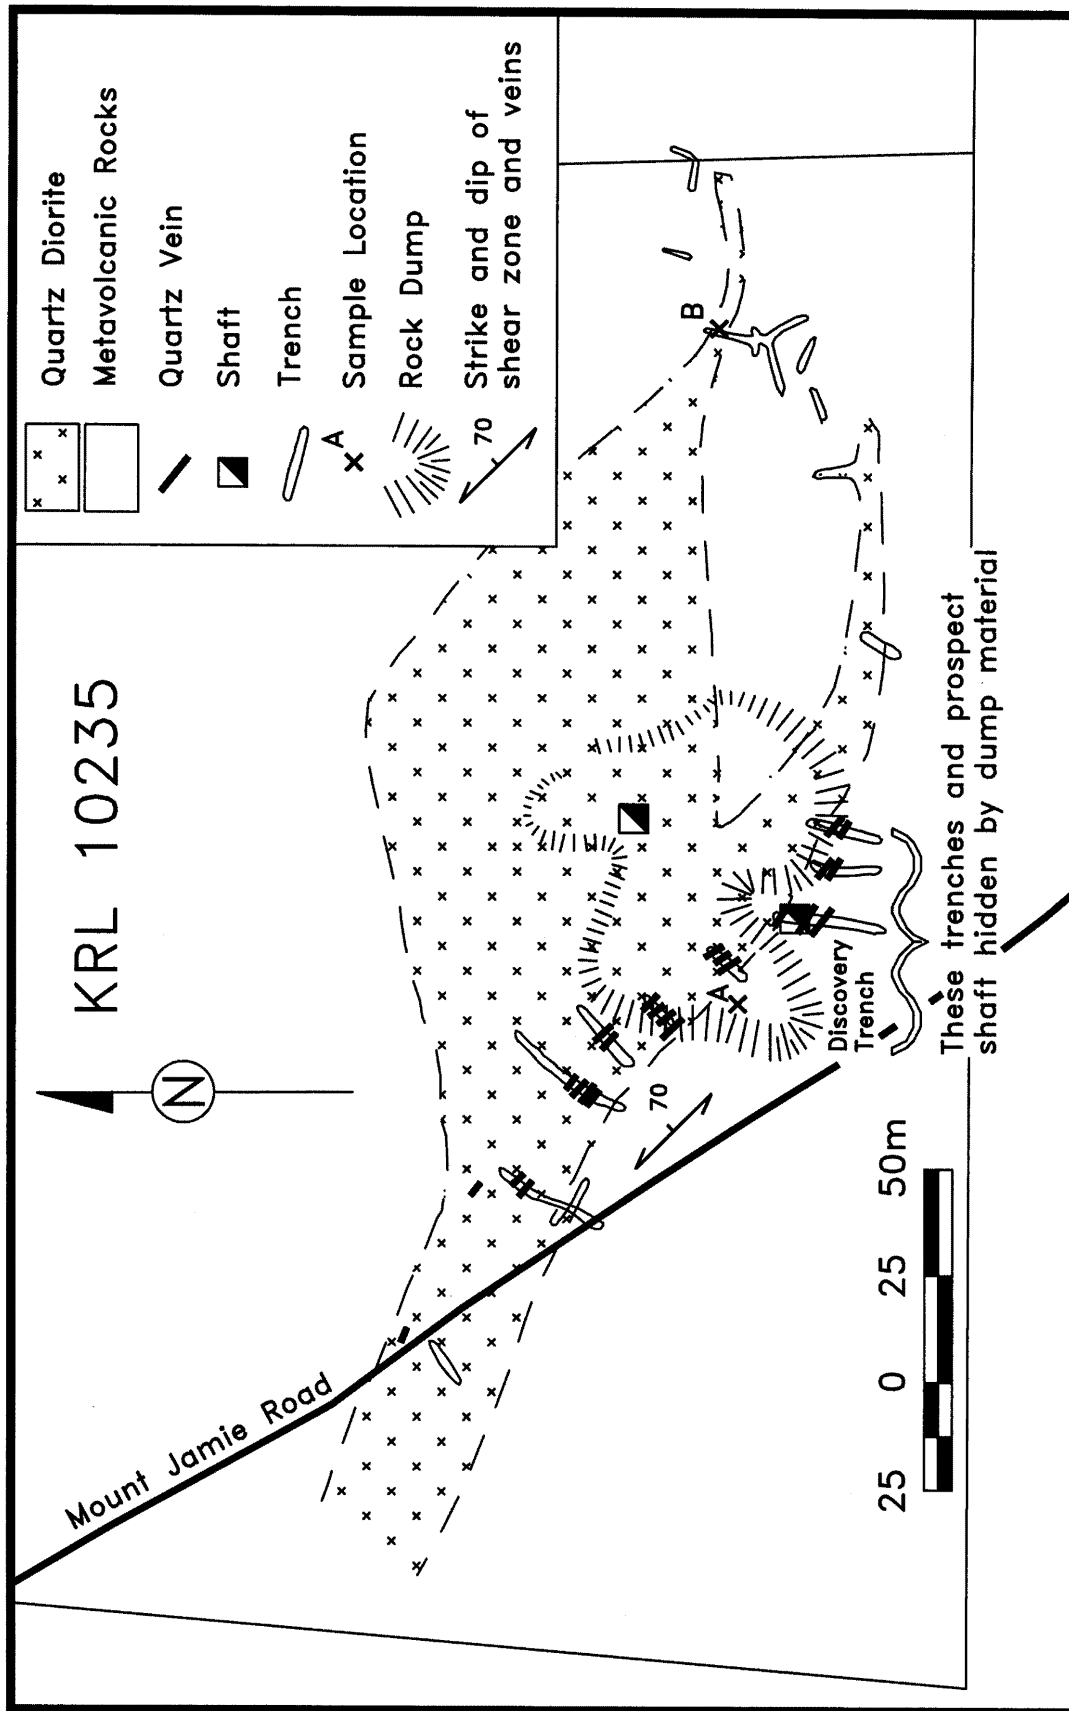 KRL 10235
N
Quartz Diorite
Metavolcanic Rocks
Quartz Vein
Shaft
Trench
A
Sample Location
Rock Dump
70
Strike and dip of
shear zone and veins
Mount Jamie Road
B
A
70
Discovery
Trench
These trenches and prospect
shaft hidden by dump material
25 0 25 50m